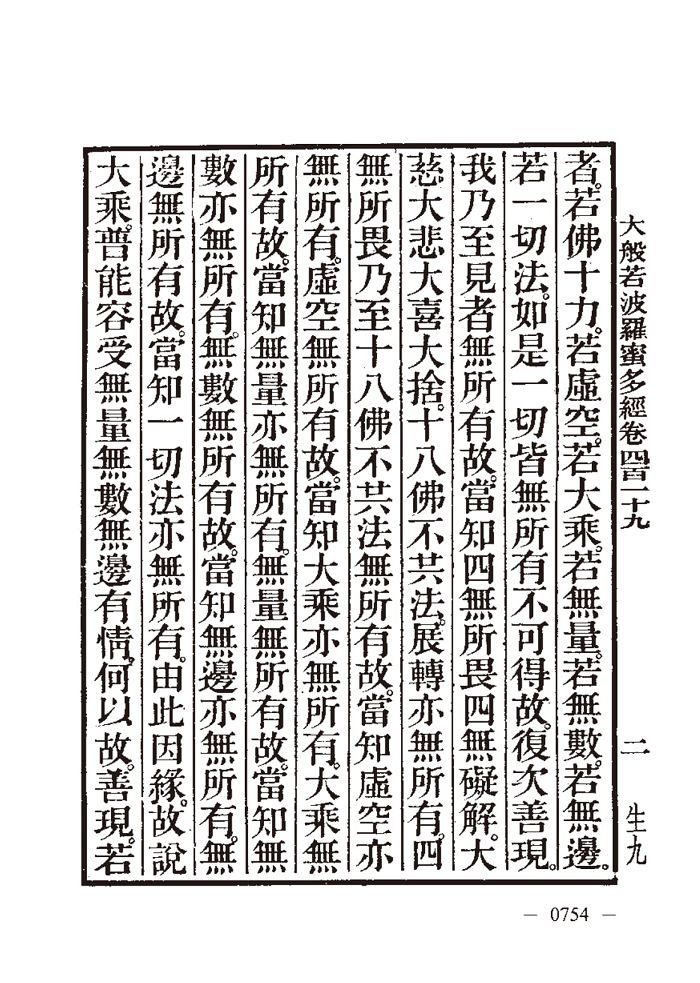 大般若波羅蜜多經卷四百二十九 二 生九
者。若佛十力。若虛空。若大乘。若無量。若無數。若無邊。
若一切法。如是一切皆無所有不可得故。復次善現。
我乃至見者無所有故。當知四無所畏四無礙解。大
慈大悲大喜大捨。十八佛不共法。展轉亦無所有。四
無所畏乃至十八佛不共法無所有故。當知虛空亦
無所有。虛空無所有故。當知大乘亦無所有。大乘無
所有故。當知無量亦無所有。無量無所有故。當知無
數亦無所有。無數無所有故。當知無邊亦無所有。無
邊無所有故。當知一切法亦無所有。由此因緣。故說
大乘。普能容受無量無數無邊有情。何以故。善現。若
— 0754 —